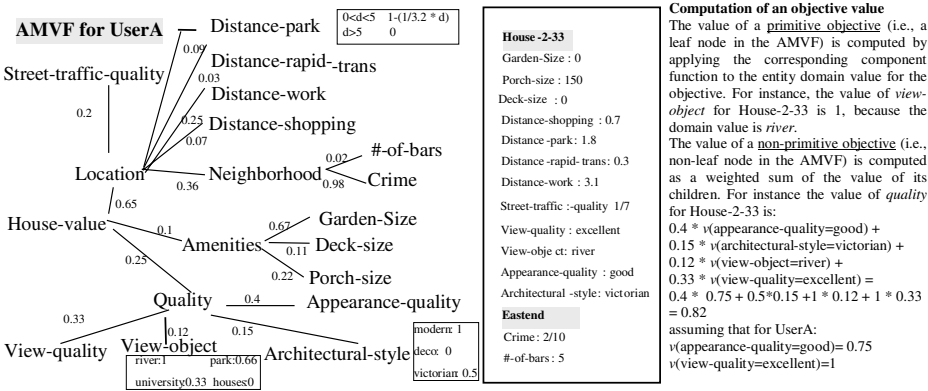 AMVF for UserA
Distance-park
0<d<5 1-(1/3.2 * d)
d>5 0
0.09
Distance-rapid--trans
Street-traffic-quality
0.03
Distance-work
0.2
0.25
Distance-shopping
0.07
#-of-bars
0.02
Location
0.36
Neighborhood
0.98
Crime
0.65
House-value
0.1
Amenities
0.67
Garden-Size
0.11
Deck-size
0.25
0.22
Porch-size
Quality
0.4
Appearance-quality
0.33
0.12
0.15
View-quality
View-object
Architectural-style
river:1 park:0.66
university:0.33 houses:0
modern: 1
deco: 0
victorian: 0.5
House -2-33
Garden-Size : 0
Porch-size : 150
Deck-size : 0
Distance-shopping : 0.7
Distance -park: 1.8
Distance -rapid- trans: 0.3
Distance-work : 3.1
Street-traffic :-quality 1/7
View-quality : excellent
View-obje ct: river
Appearance-quality : good
Architectural -style: victorian
Eastend
Crime: 2/10
#-of-bars : 5
Computation of an objective value
The value of a primitive objective (i.e., a
leaf node in the AMVF) is computed by
applying the corresponding component
function to the entity domain value for the
objective. For instance, the value of view-
object for House-2-33 is 1, because the
domain value is river.
The value of a non-primitive objective (i.e.,
non-leaf node in the AMVF) is computed
as a weighted sum of the value of its
children. For instance the value of quality
for House-2-33 is:
0.4 * v(appearance-quality=good) +
0.15 * v(architectural-style=victorian) +
0.12 * v(view-object=river) +
0.33 * v(view-quality=excellent) =
0.4 * 0.75 + 0.5*0.15 +1 * 0.12 + 1 * 0.33
= 0.82
assuming that for UserA:
v(appearance-quality=good)= 0.75
v(view-quality=excellent)=1